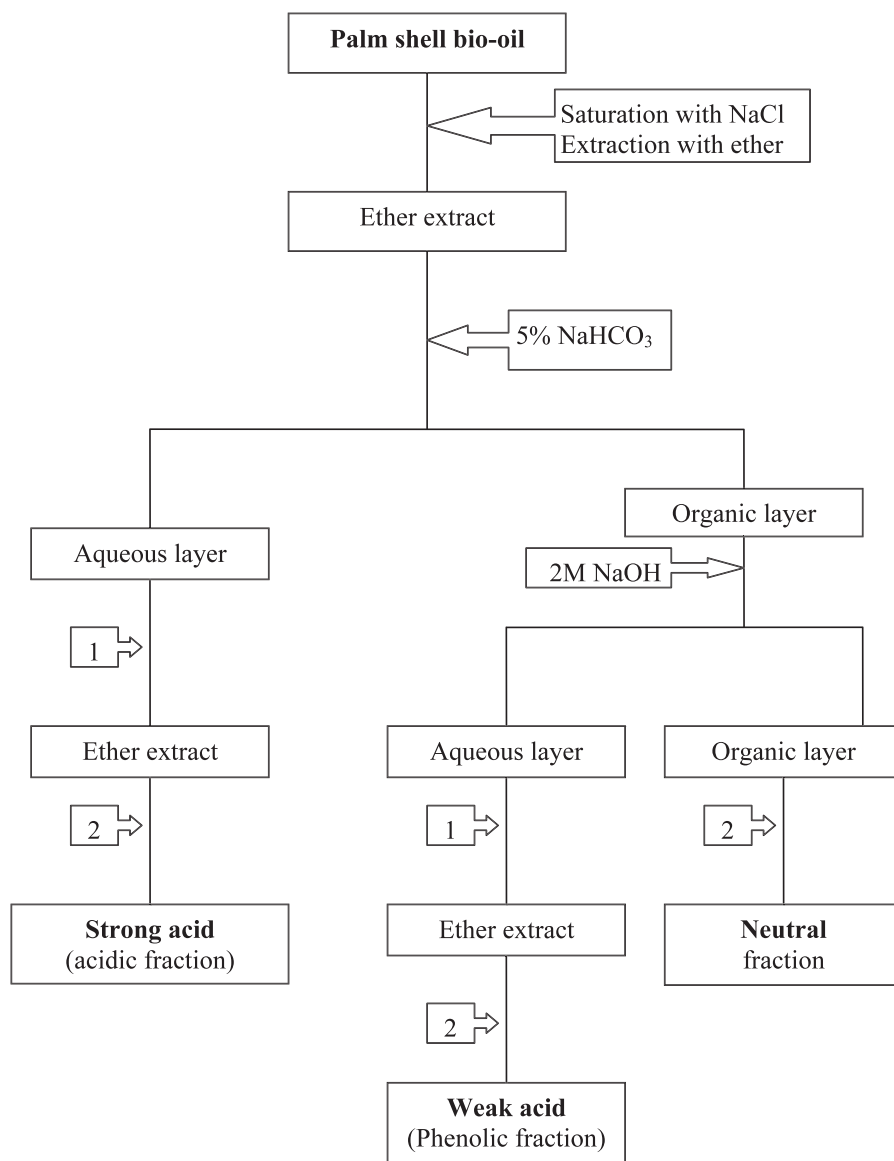 Palm shell bio-oil
Saturation with NaCl
Extraction with ether
Ether extract
5% NaHCO₃
Organic layer
Aqueous layer
2M NaOH
1
Ether extract
Aqueous layer
Organic layer
2
1
2
Strong acid
(acidic fraction)
Ether extract
Neutral
fraction
2
Weak acid
(Phenolic fraction)